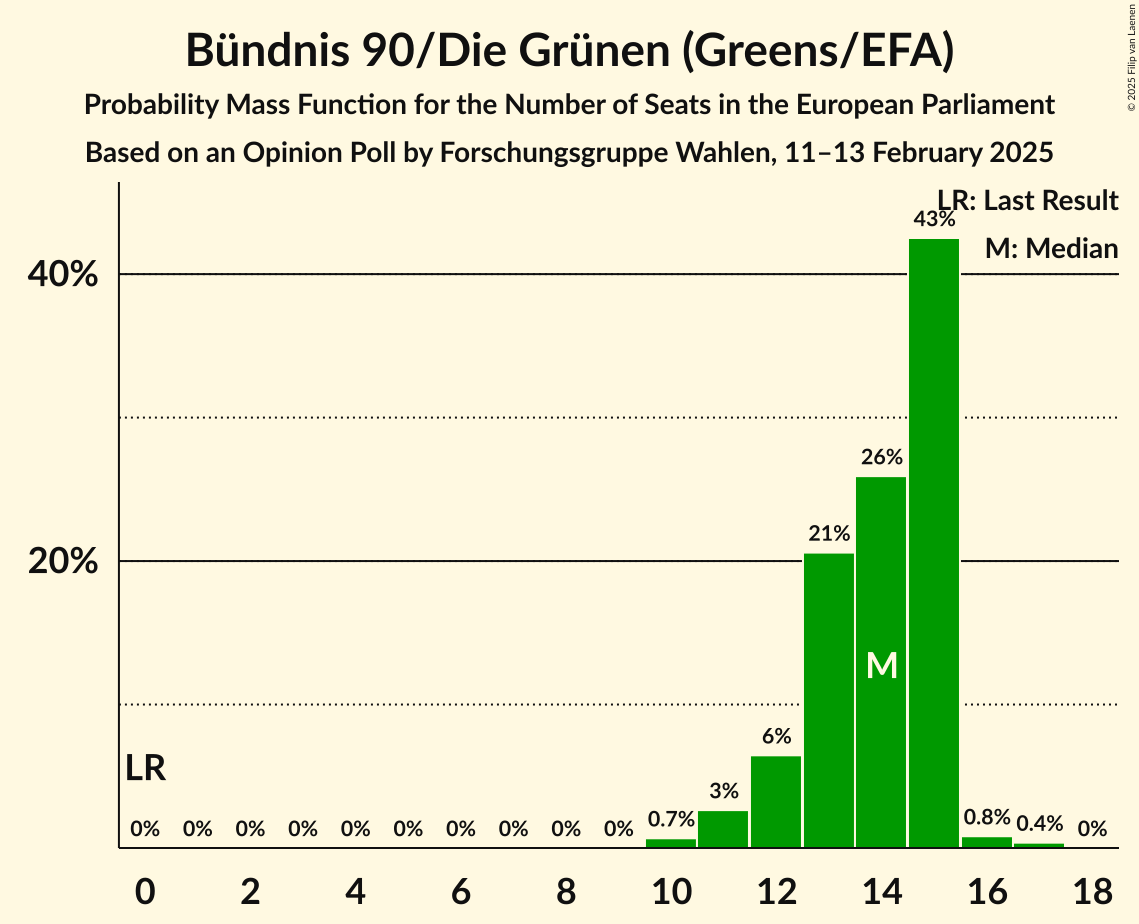 Bündnis 90/Die Grünen (Greens/EFA)
Probability Mass Function for the Number of Seats in the European Parliament
Based on an Opinion Poll by Forschungsgruppe Wahlen, 11–13 February 2025
© 2025 Filip van Laenen
LR: Last Result
M: Median
40%
20%
43%
26%
21%
M
6%
LR
3%
0% 0% 0% 0% 0% 0% 0% 0% 0% 0% 0.7% 0.8% 0.4% 0%
0 2 4 6 8 10 12 14 16 18